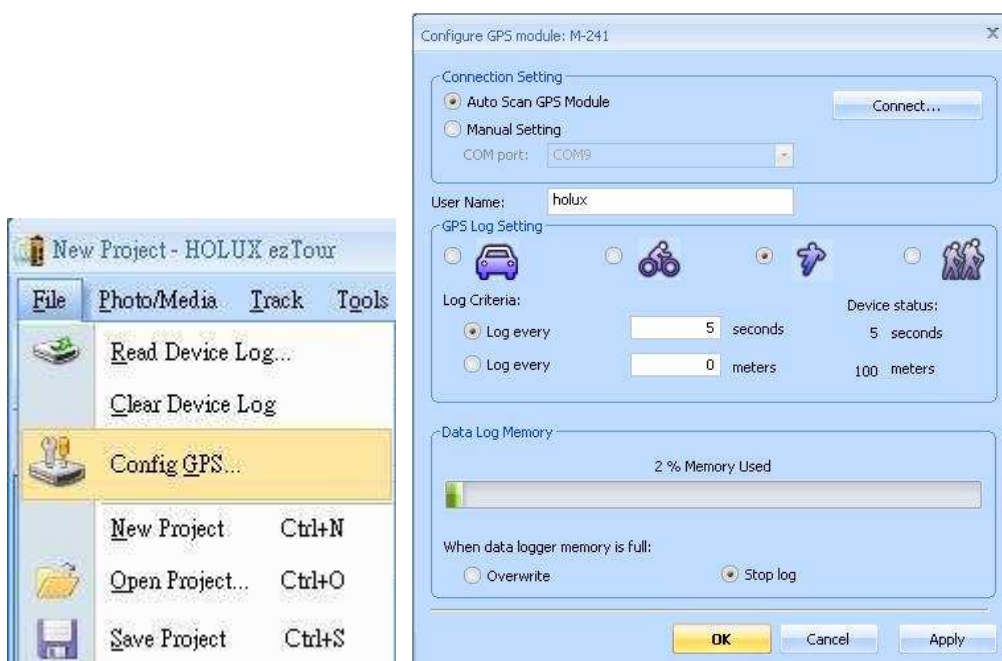 New Project - HOLUX ezTour
File Photo/Media Track Tools
Read Device Log...
Clear Device Log
Config GPS...
New Project Ctrl+N
Open Project... Ctrl+O
Save Project Ctrl+S
Configure GPS module: M-241
Connection Setting
Auto Scan GPS Module
Connect...
Manual Setting
COM port: COM9
User Name: holux
GPS Log Setting
Log Criteria:
Device status:
Log every 5 seconds
5 seconds
Log every 0 meters
100 meters
Data Log Memory
2 % Memory Used
When data logger memory is full:
Overwrite
Stop log
OK
Cancel
Apply